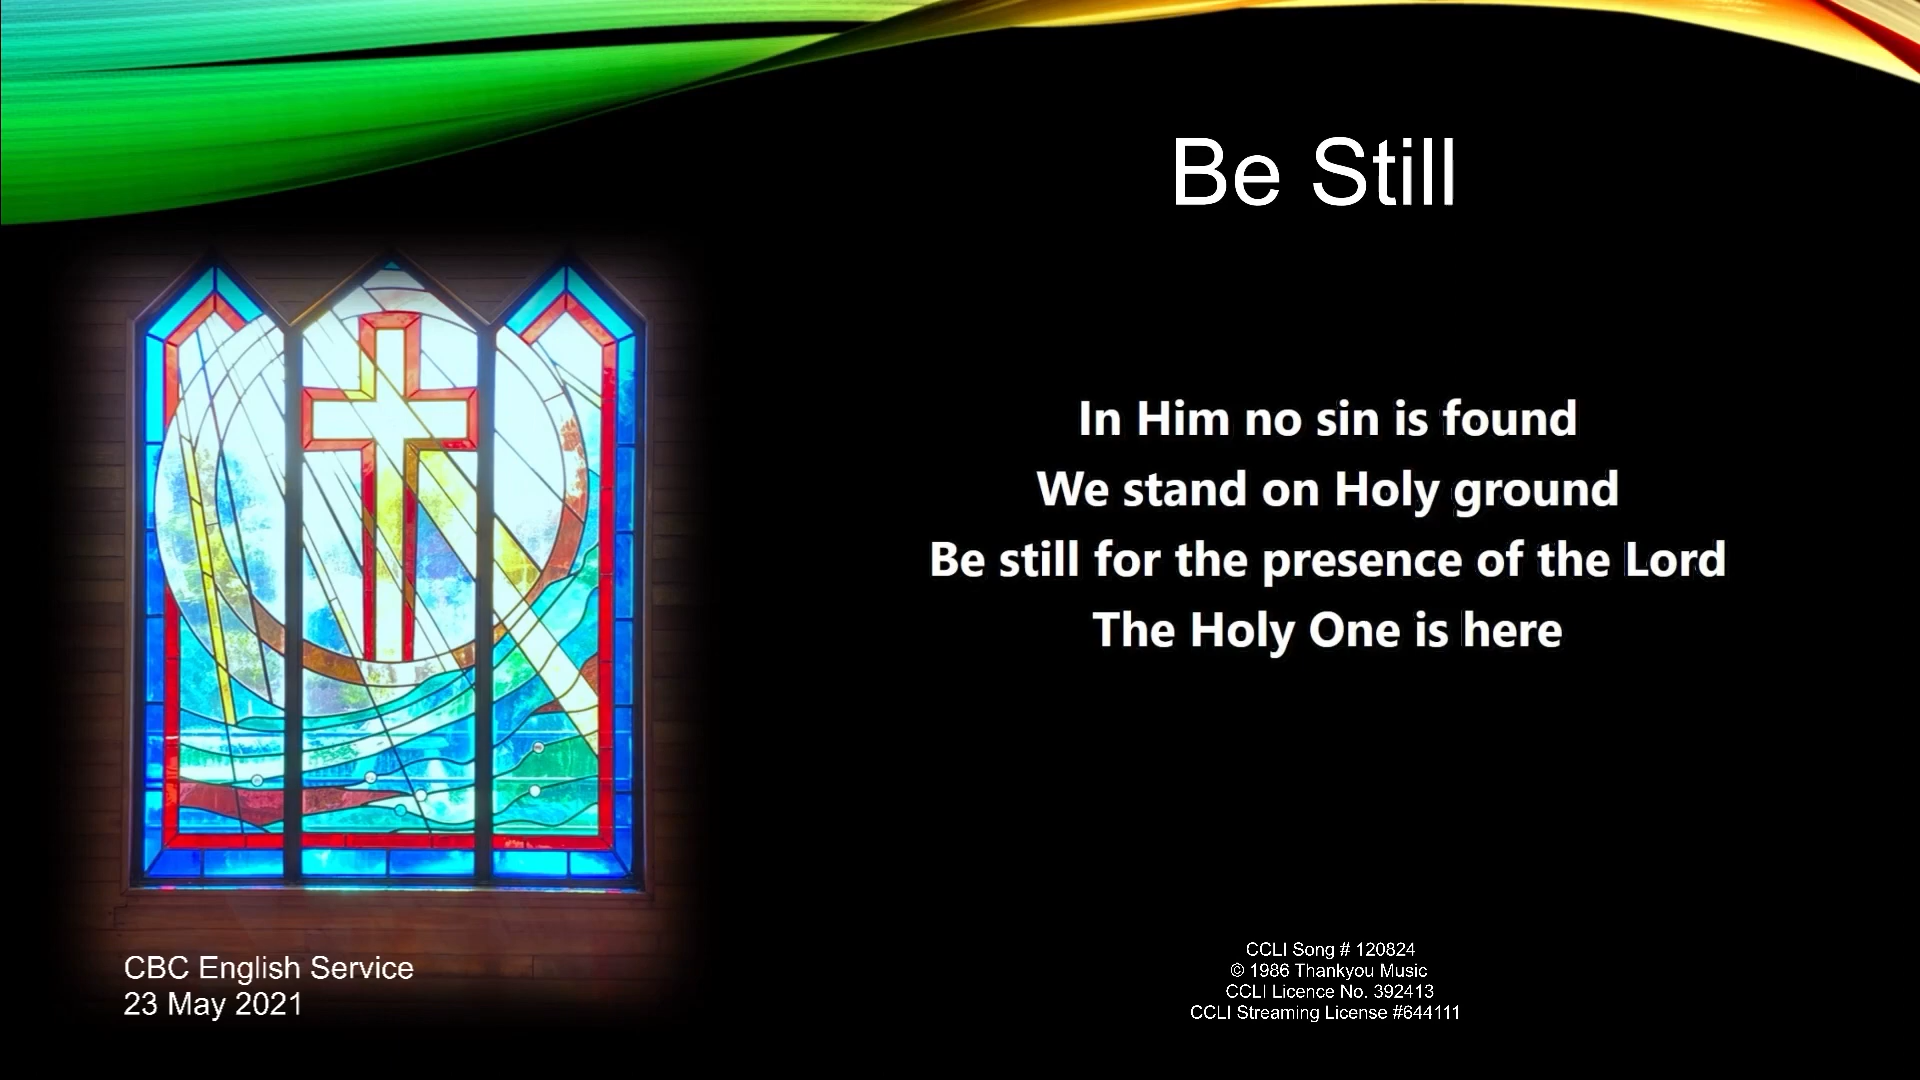 Be Still
In Him no sin is found
We stand on Holy ground
Be still for the presence of the Lord
The Holy One is here
CBC English Service
23 May 2021
CCLI Song # 120824
© 1986 Thankyou Music
CCLI Licence No. 392413
CCLI Streaming License #644111